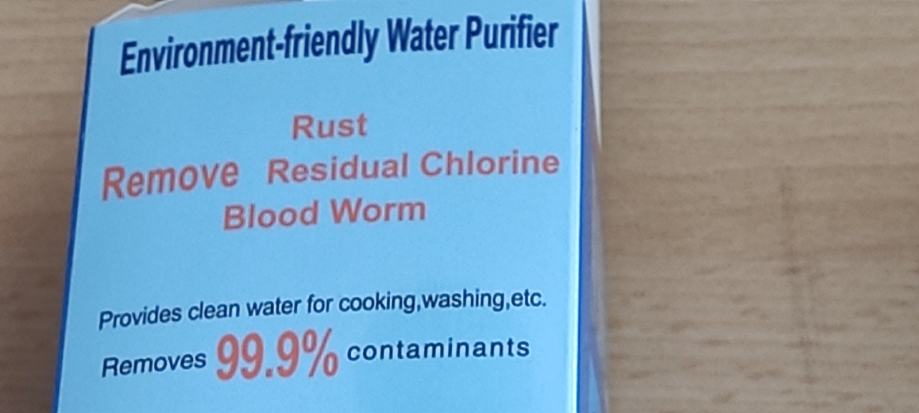 Environment-friendly Water Purifier
Rust
Remove Residual Chlorine
Blood Worm
Provides clean water for cooking,washing,etc.
Removes 99.9% contaminants